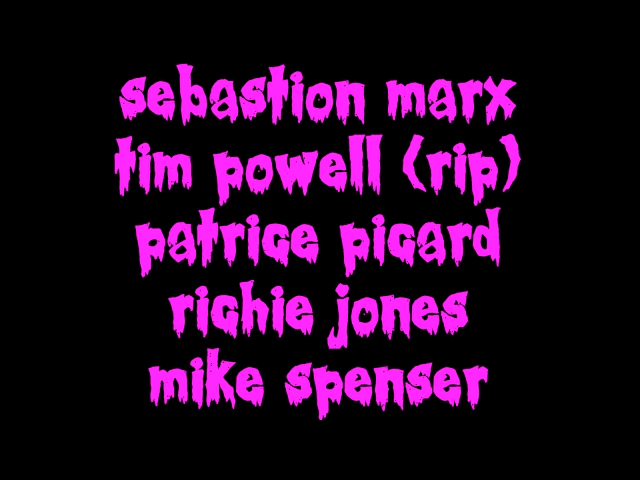 sebastion marx
tim powell (rip)
patrice picard
richie jones
mike spenser